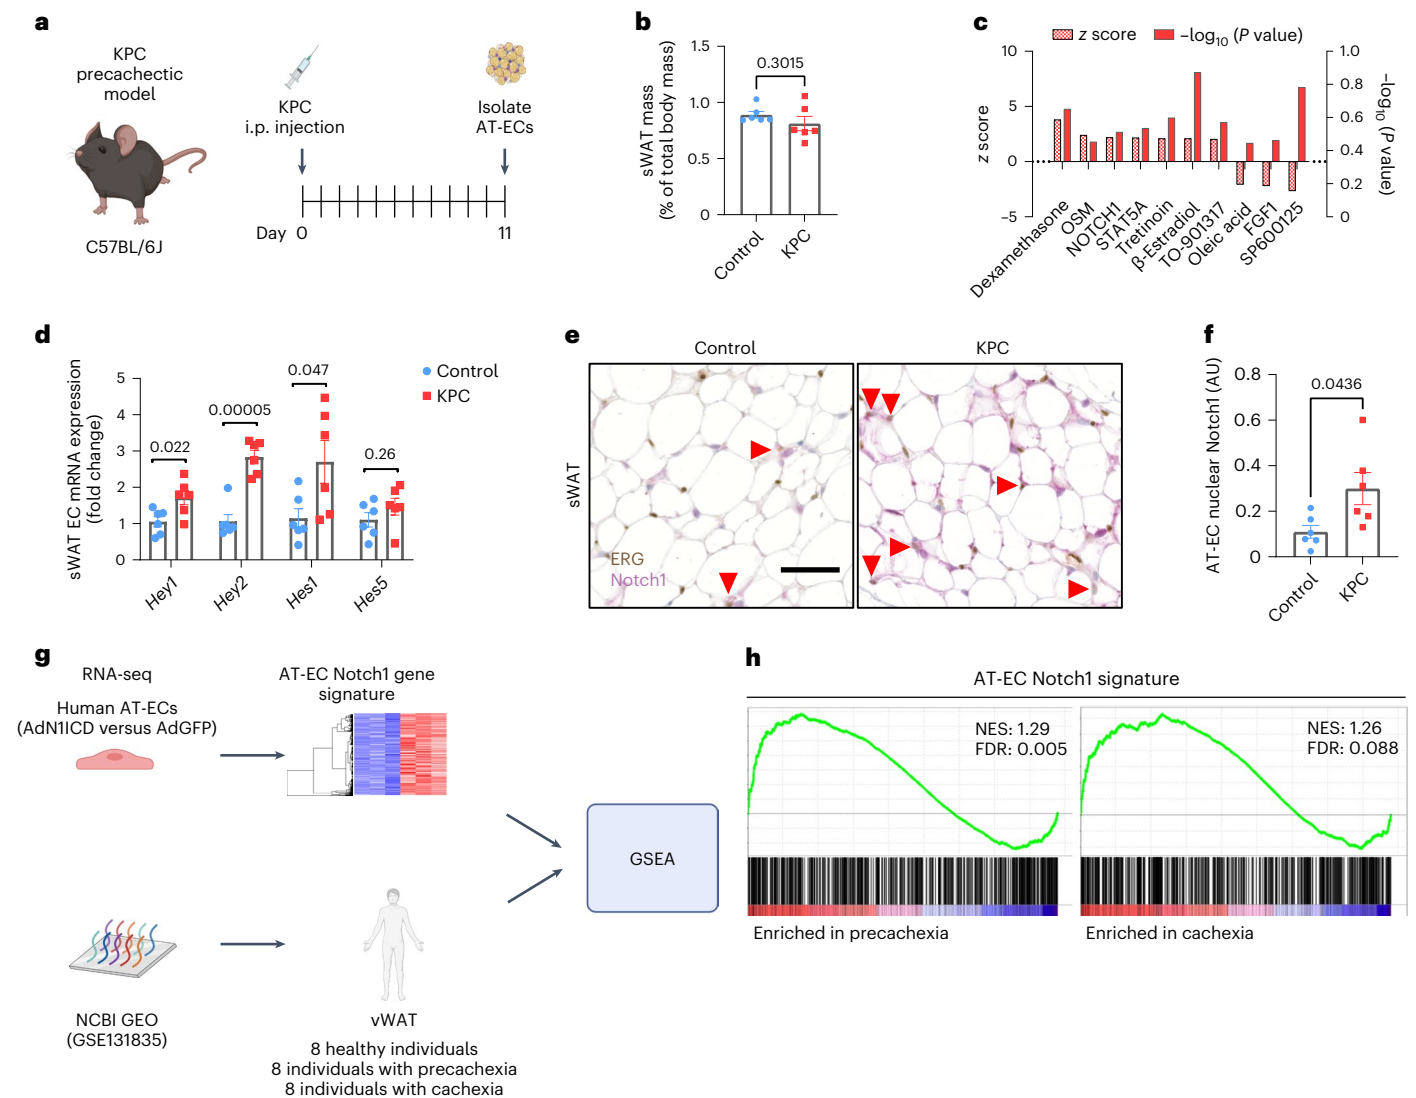 a
KPC
precachectic
model
C57BL/6J
KPC
i.p. injection
Isolate
AT-ECs
Day 0
11
b
sWAT mass
(% of total body mass)
1.5
1.0
0.5
0
0.3015
Control
KPC
c
z score
–log10 (P value)
z score
10
5
0
–5
1.0
0.8
0.6
0.4
0.2
0
–log10 (P value)
Dexamethasone
OSM
NOTCH1
STAT5A
Tretinoin
β-Estradiol
TO-901317
Oleic acid
FGF1
SP600125
d
sWAT EC mRNA expression
(fold change)
5
4
3
2
1
0
0.022
0.00005
0.047
0.26
Hey1
Hey2
Hes1
Hes5
Control
KPC
e
Control
KPC
sWAT
ERG
Notch1
f
AT-EC nuclear Notch1 (AU)
0.8
0.6
0.4
0.2
0
0.0436
Control
KPC
g
RNA-seq
Human AT-ECs
(AdN1ICD versus AdGFP)
AT-EC Notch1 gene
signature
NCBI GEO
(GSE131835)
vWAT
8 healthy individuals
8 individuals with precachexia
8 individuals with cachexia
GSEA
h
AT-EC Notch1 signature
NES: 1.29
FDR: 0.005
Enriched in precachexia
NES: 1.26
FDR: 0.088
Enriched in cachexia